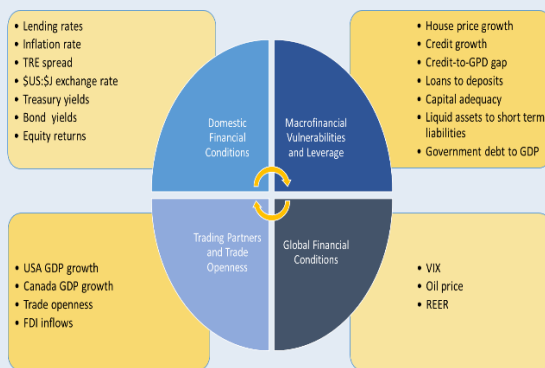 • Lending rates
• Inflation rate
• TRE spread
• $US:$J exchange rate
• Treasury yields
• Bond yields
• Equity returns
• House price growth
• Credit growth
• Credit-to-GPD gap
• Loans to deposits
• Capital adequacy
• Liquid assets to short term
liabilities
• Government debt to GDP
Domestic
Financial
Conditions
Macrofinancial
Vulnerabilities
and Leverage
Trading Partners
and Trade
Openness
Global Financial
Conditions
• USA GDP growth
• Canada GDP growth
• Trade openness
• FDI inflows
• VIX
• Oil price
• REER